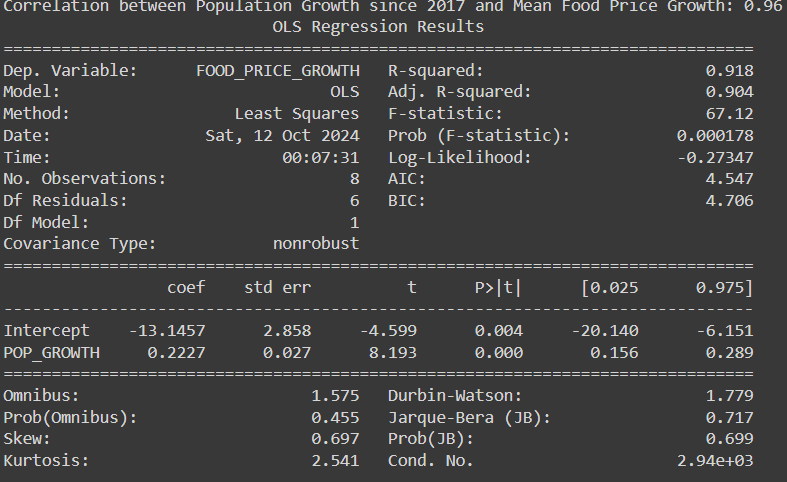 Correlation between Population Growth since 2017 and Mean Food Price Growth: 0.96
OLS Regression Results
==============================================================================
Dep. Variable: FOOD_PRICE_GROWTH R-squared: 0.918
Model: OLS Adj. R-squared: 0.904
Method: Least Squares F-statistic: 67.12
Date: Sat, 12 Oct 2024 Prob (F-statistic): 0.000178
Time: 00:07:31 Log-Likelihood: -0.27347
No. Observations: 8 AIC: 4.547
Df Residuals: 6 BIC: 4.706
Df Model: 1
Covariance Type: nonrobust
==============================================================================
coef std err t P>|t| [0.025 0.975]
------------------------------------------------------------------------------
Intercept -13.1457 2.858 -4.599 0.004 -20.140 -6.151
POP_GROWTH 0.2227 0.027 8.193 0.000 0.156 0.289
==============================================================================
Omnibus: 1.575 Durbin-Watson: 1.779
Prob(Omnibus): 0.455 Jarque-Bera (JB): 0.717
Skew: 0.697 Prob(JB): 0.699
Kurtosis: 2.541 Cond. No. 2.94e+03
==============================================================================